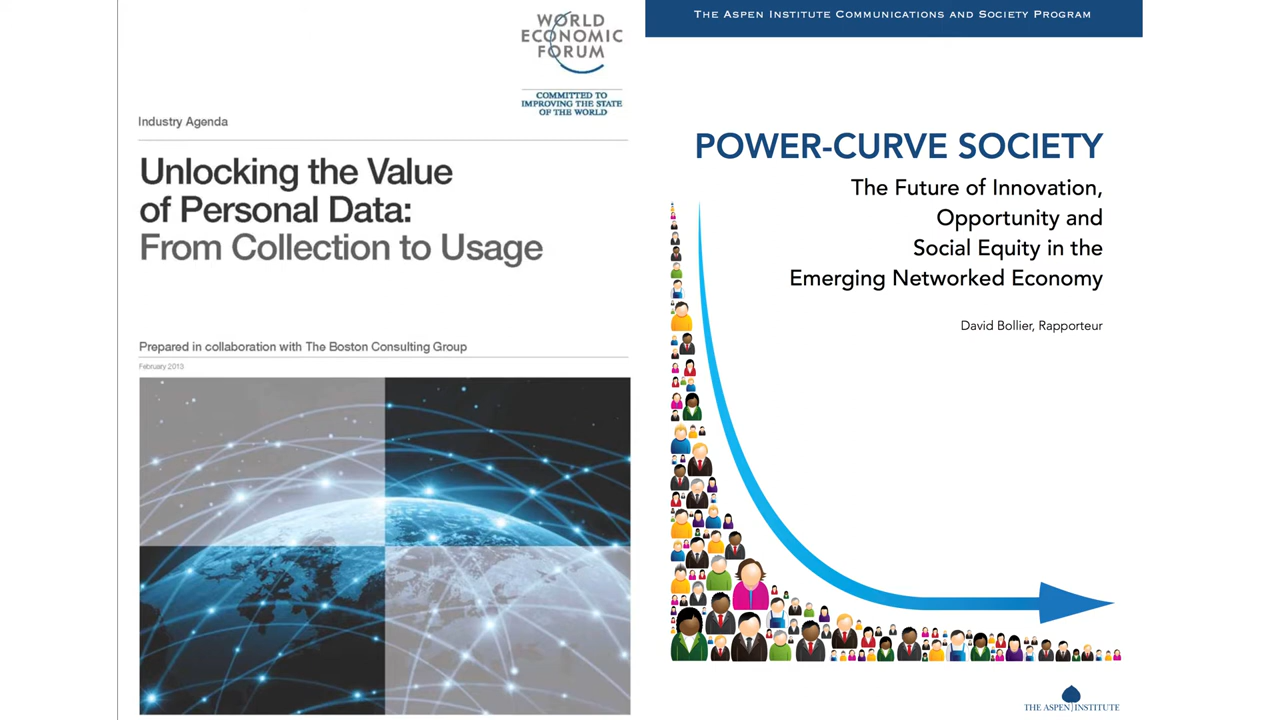 WORLD
ECONOMIC
FORUM
COMMITTED TO
IMPROVING THE STATE
OF THE WORLD
Industry Agenda
Unlocking the Value
of Personal Data:
From Collection to Usage
Prepared in collaboration with The Boston Consulting Group
February 2013
THE ASPEN INSTITUTE COMMUNICATIONS AND SOCIETY PROGRAM
POWER-CURVE SOCIETY
The Future of Innovation,
Opportunity and
Social Equity in the
Emerging Networked Economy
David Bollier, Rapporteur
THE ASPEN INSTITUTE